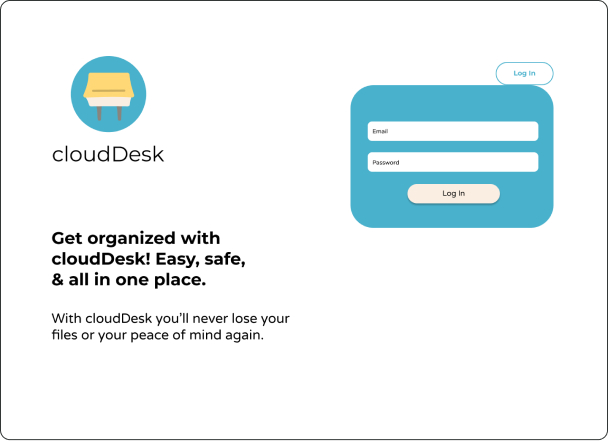 cloudDesk
Log In
Email
Password
Log In
Get organized with
cloudDesk! Easy, safe,
& all in one place.
With cloudDesk you'll never lose your
files or your peace of mind again.